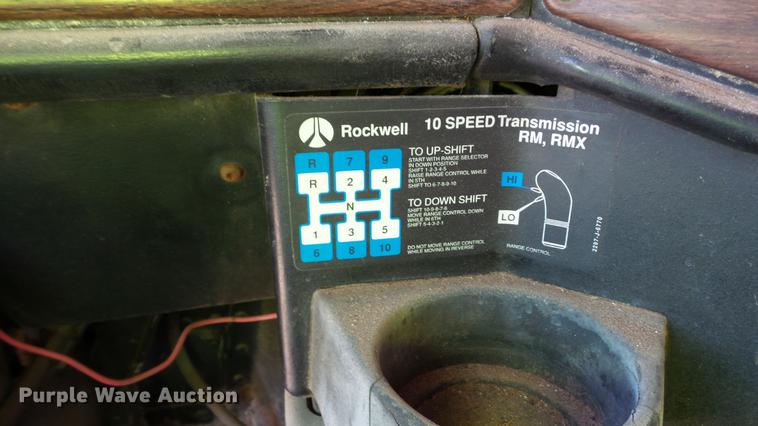 Rockwell 10 SPEED Transmission
RM, RMX
R 7 9
R 2 4
N
1 3 5
6 8 10
TO UP-SHIFT
START WITH RANGE SELECTOR
IN DOWN POSITION
SHIFT 1-2-3-4-5
RAISE RANGE CONTROL WHILE
IN 5TH
SHIFT TO 6-7-8-9-10
TO DOWN SHIFT
SHIFT 10-9-8-7-6
MOVE RANGE CONTROL DOWN
WHILE IN 6TH
SHIFT 5-4-3-2-1
DO NOT MOVE RANGE CONTROL
WHILE MOVING IN REVERSE
HI
LO
RANGE CONTROL
2297-J-6770
Purple Wave Auction